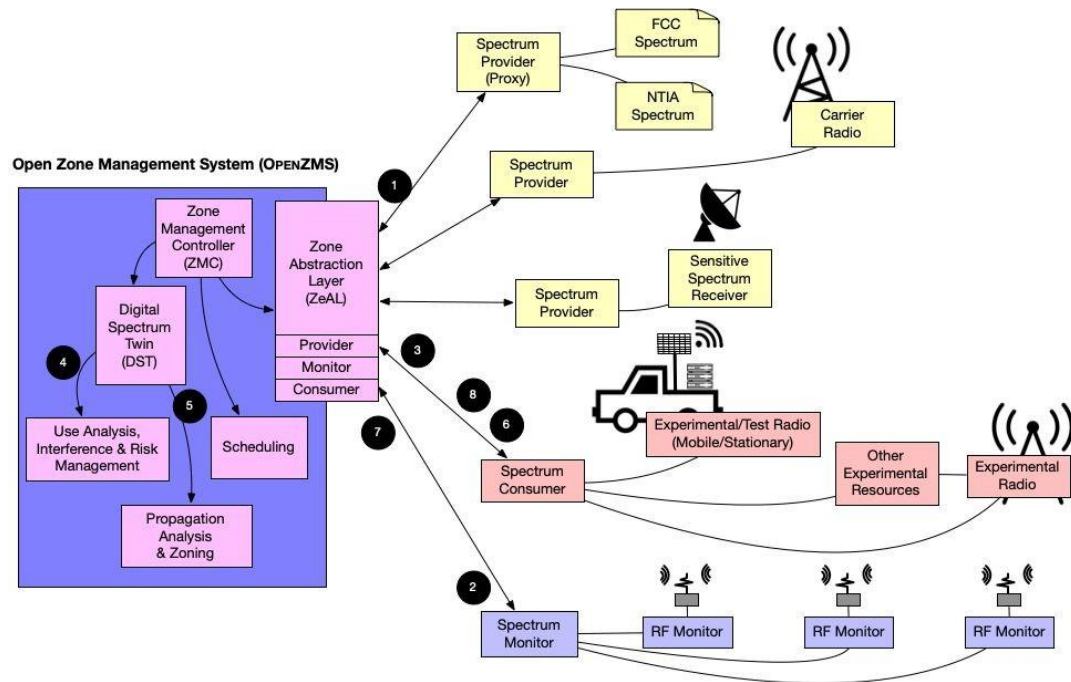 FCC
Spectrum
Spectrum
Provider
(Proxy)
NTIA
Spectrum
Carrier
Radio
Open Zone Management System (OPENZMS)
1
Spectrum
Provider
Zone
Management
Controller
(ZMC)
Zone
Abstraction
Layer
(ZeAL)
Sensitive
Spectrum
Receiver
Digital
Spectrum
Twin
(DST)
Spectrum
Provider
Provider
Monitor
Consumer
4
3
5
8
7
6
Use Analysis,
Interference & Risk
Management
Scheduling
Experimental/Test Radio
(Mobile/Stationary)
Spectrum
Consumer
Other
Experimental
Resources
Experimental
Radio
Propagation
Analysis
& Zoning
2
Spectrum
Monitor
RF Monitor
RF Monitor
RF Monitor